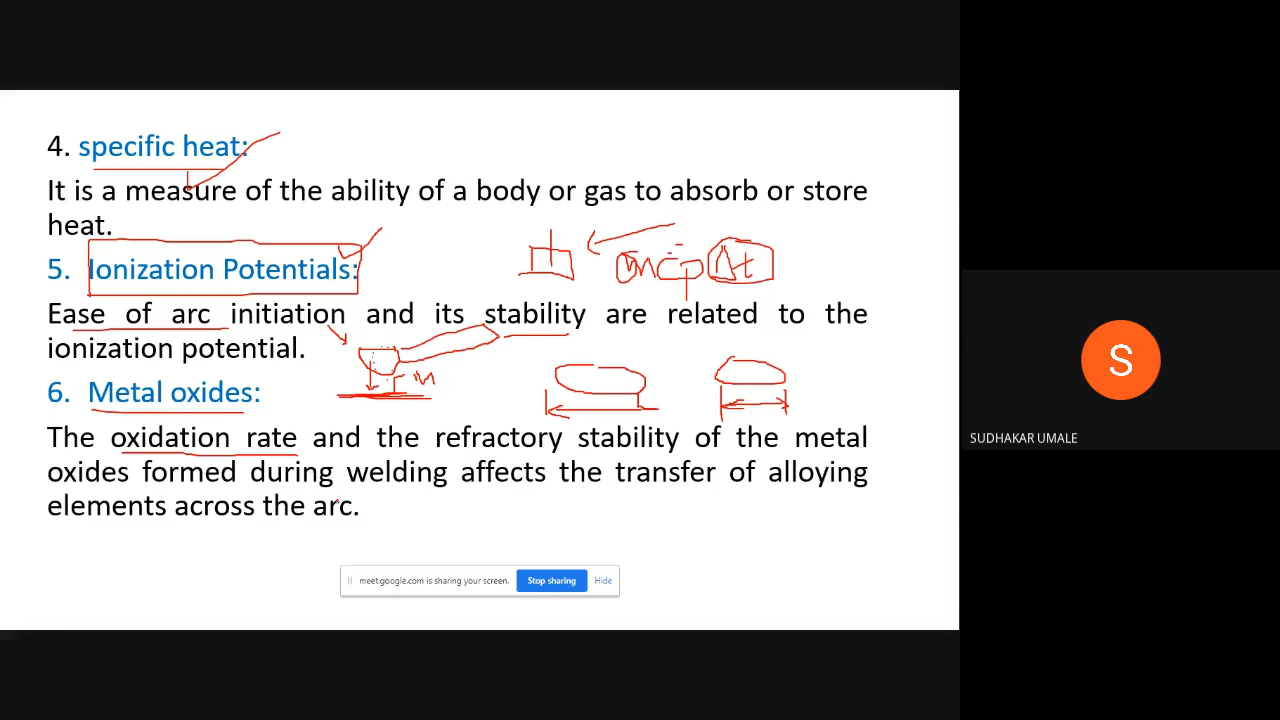 4. specific heat:
It is a measure of the ability of a body or gas to absorb or store
heat.
5. Ionization Potentials:
mcp Δt
Ease of arc initiation and its stability are related to the
ionization potential.
m
6. Metal oxides:
The oxidation rate and the refractory stability of the metal
oxides formed during welding affects the transfer of alloying
elements across the arc.
meet.google.com is sharing your screen. Stop sharing Hide
S
SUDHAKAR UMALE